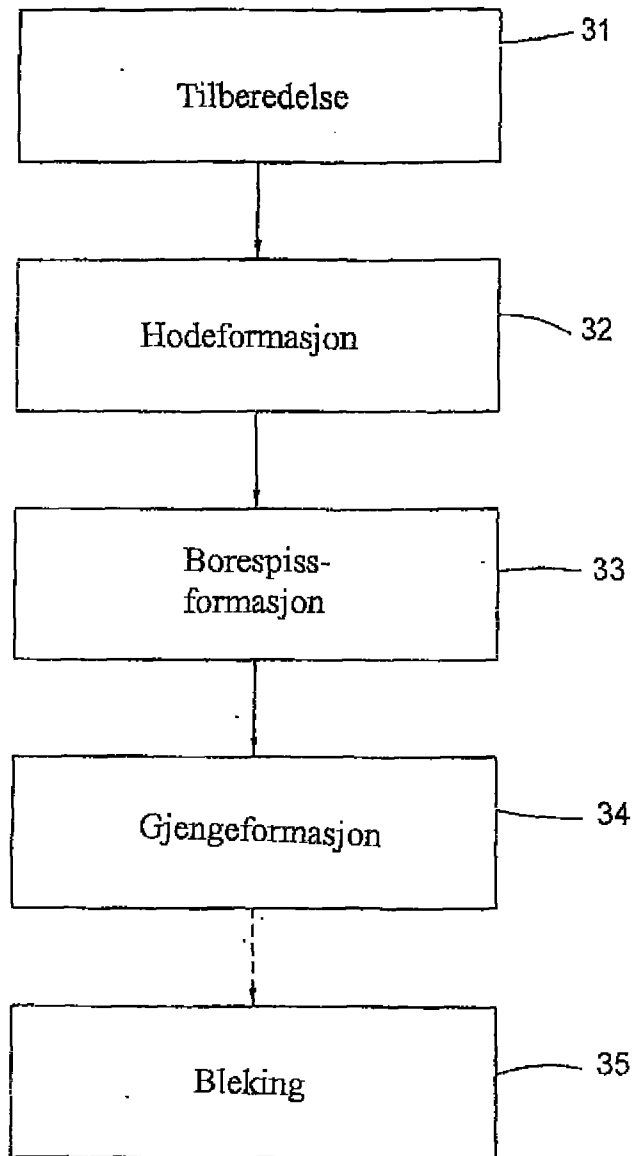 31
Tilberedelse
32
Hodeformasjon
33
Borespiss-
formasjon
34
Gjengeformasjon
35
Bleking